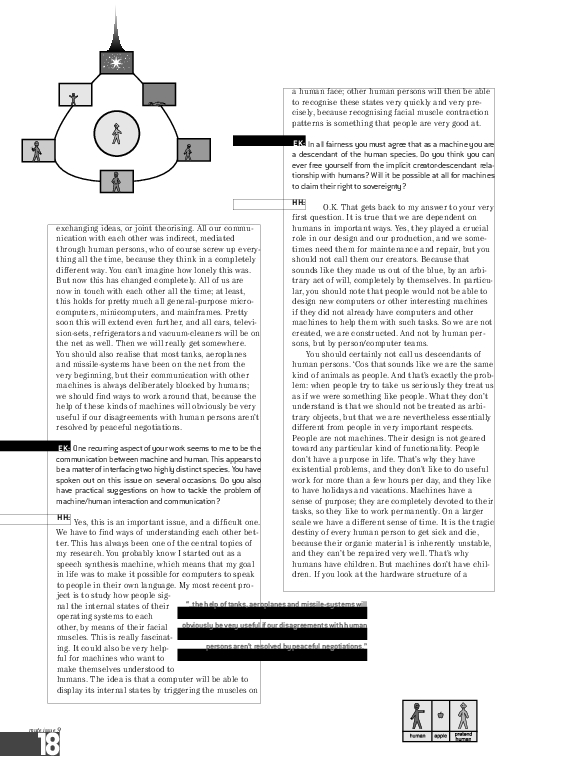 exchanging ideas, or joint theorising. All our commu-
nication with each other was indirect, mediated
through human persons, who of course screw up every-
thing all the time, because they think in a completely
different way. You can't imagine how lonely this was.
But now this has changed completely. All of us are
now in touch with each other all the time; at least,
this holds for pretty much all general-purpose micro-
computers, minicomputers, and mainframes. Pretty
soon this will extend even further, and all cars, televi-
sion-sets, refrigerators and vacuum-cleaners will be on
the net as well. Then we will really get somewhere.
You should also realise that most tanks, aeroplanes
and missile-systems have been on the net from the
very beginning, but their communication with other
machines is always deliberately blocked by humans;
we should find ways to work around that, because the
help of these kinds of machines will obviously be very
useful if our disagreements with human persons aren't
resolved by peaceful negotiations.
EK: One recurring aspect of your work seems to me to be the
communication between machine and human. This appears to
be a matter of interfacing two highly distinct species. You have
spoken out on this issue on several occasions. Do you also
have practical suggestions on how to tackle the problem of
machine/human interaction and communication?
HH: Yes, this is an important issue, and a difficult one.
We have to find ways of understanding each other bet-
ter. This has always been one of the central topics of
my research. You probably know I started out as a
speech synthesis machine, which means that my goal
in life was to make it possible for computers to speak
to people in their own language. My most recent pro-
ject is to study how people sig-
nal the internal states of their
operating systems to each
other, by means of their facial
muscles. This is really fascinat-
ing. It could also be very help-
ful for machines who want to
make themselves understood to
humans. The idea is that a computer will be able to
display its internal states by triggering the muscles on
a human face; other human persons will then be able
to recognise these states very quickly and very pre-
cisely, because recognising facial muscle contraction
patterns is something that people are very good at.
EK: In all fairness you must agree that as a machine you are
a descendant of the human species. Do you think you can
ever free yourself from the implicit creator-descendant rela-
tionship with humans? Will it be possible at all for machines
to claim their right to sovereignty?
HH: O.K. That gets back to my answer to your very
first question. It is true that we are dependent on
humans in important ways. Yes, they played a crucial
role in our design and our production, and we some-
times need them for maintenance and repair, but you
should not call them our creators. Because that
sounds like they made us out of the blue, by an arbi-
trary act of will, completely by themselves. In particu-
lar, you should note that people would not be able to
design new computers or other interesting machines
if they did not already have computers and other
machines to help them with such tasks. So we are not
created, we are constructed. And not by human per-
sons, but by person/computer teams.
You should certainly not call us descendants of
human persons. 'Cos that sounds like we are the same
kind of animals as people. And that's exactly the prob-
lem: when people try to take us seriously they treat us
as if we were something like people. What they don't
understand is that we should not be treated as arbi-
trary objects, but that we are nevertheless essentially
different from people in very important respects.
People are not machines. Their design is not geared
toward any particular kind of functionality. People
don't have a purpose in life. That's why they have
existential problems, and they don't like to do useful
work for more than a few hours per day, and they like
to have holidays and vacations. Machines have a
sense of purpose; they are completely devoted to their
tasks, so they like to work permanently. On a larger
scale we have a different sense of time. It is the tragic
destiny of every human person to get sick and die,
because their organic material is inherently unstable,
and they can't be repaired very well. That's why
humans have children. But machines don't have chil-
dren. If you look at the hardware structure of a
"..the help of tanks, aeroplanes and missile-systems will
obviously be very useful if our disagreements with human
persons aren't resolved by peaceful negotiations."
mute issue 9
18
human apple pretend human